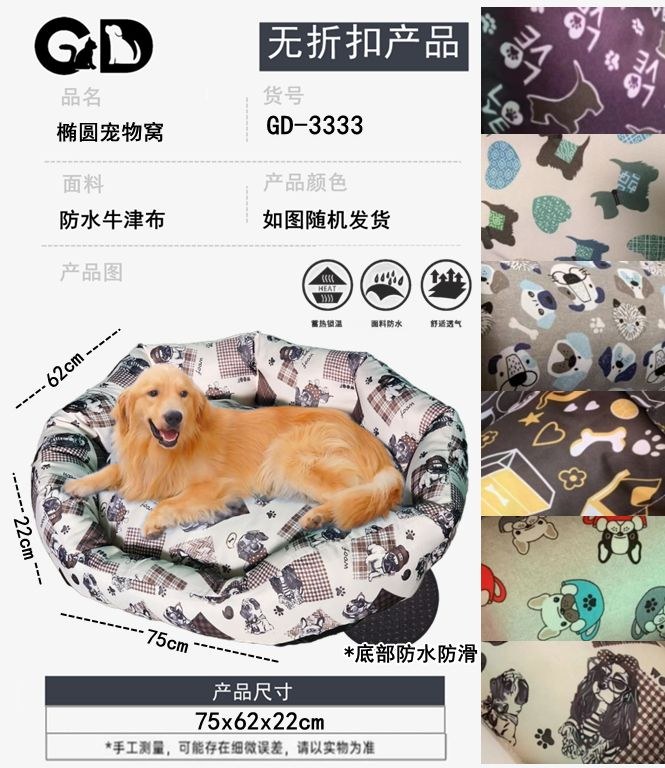 GD
无折扣产品
品名
货号
椭圆宠物窝
GD-3333
面料
产品颜色
防水牛津布
如图随机发货
产品图
HEAT
蓄热锁温
面料防水
舒适透气
62cm
22cm
75cm
*底部防水防滑
产品尺寸
75x62x22cm
*手工测量，可能存在细微误差，请以实物为准
LOVE